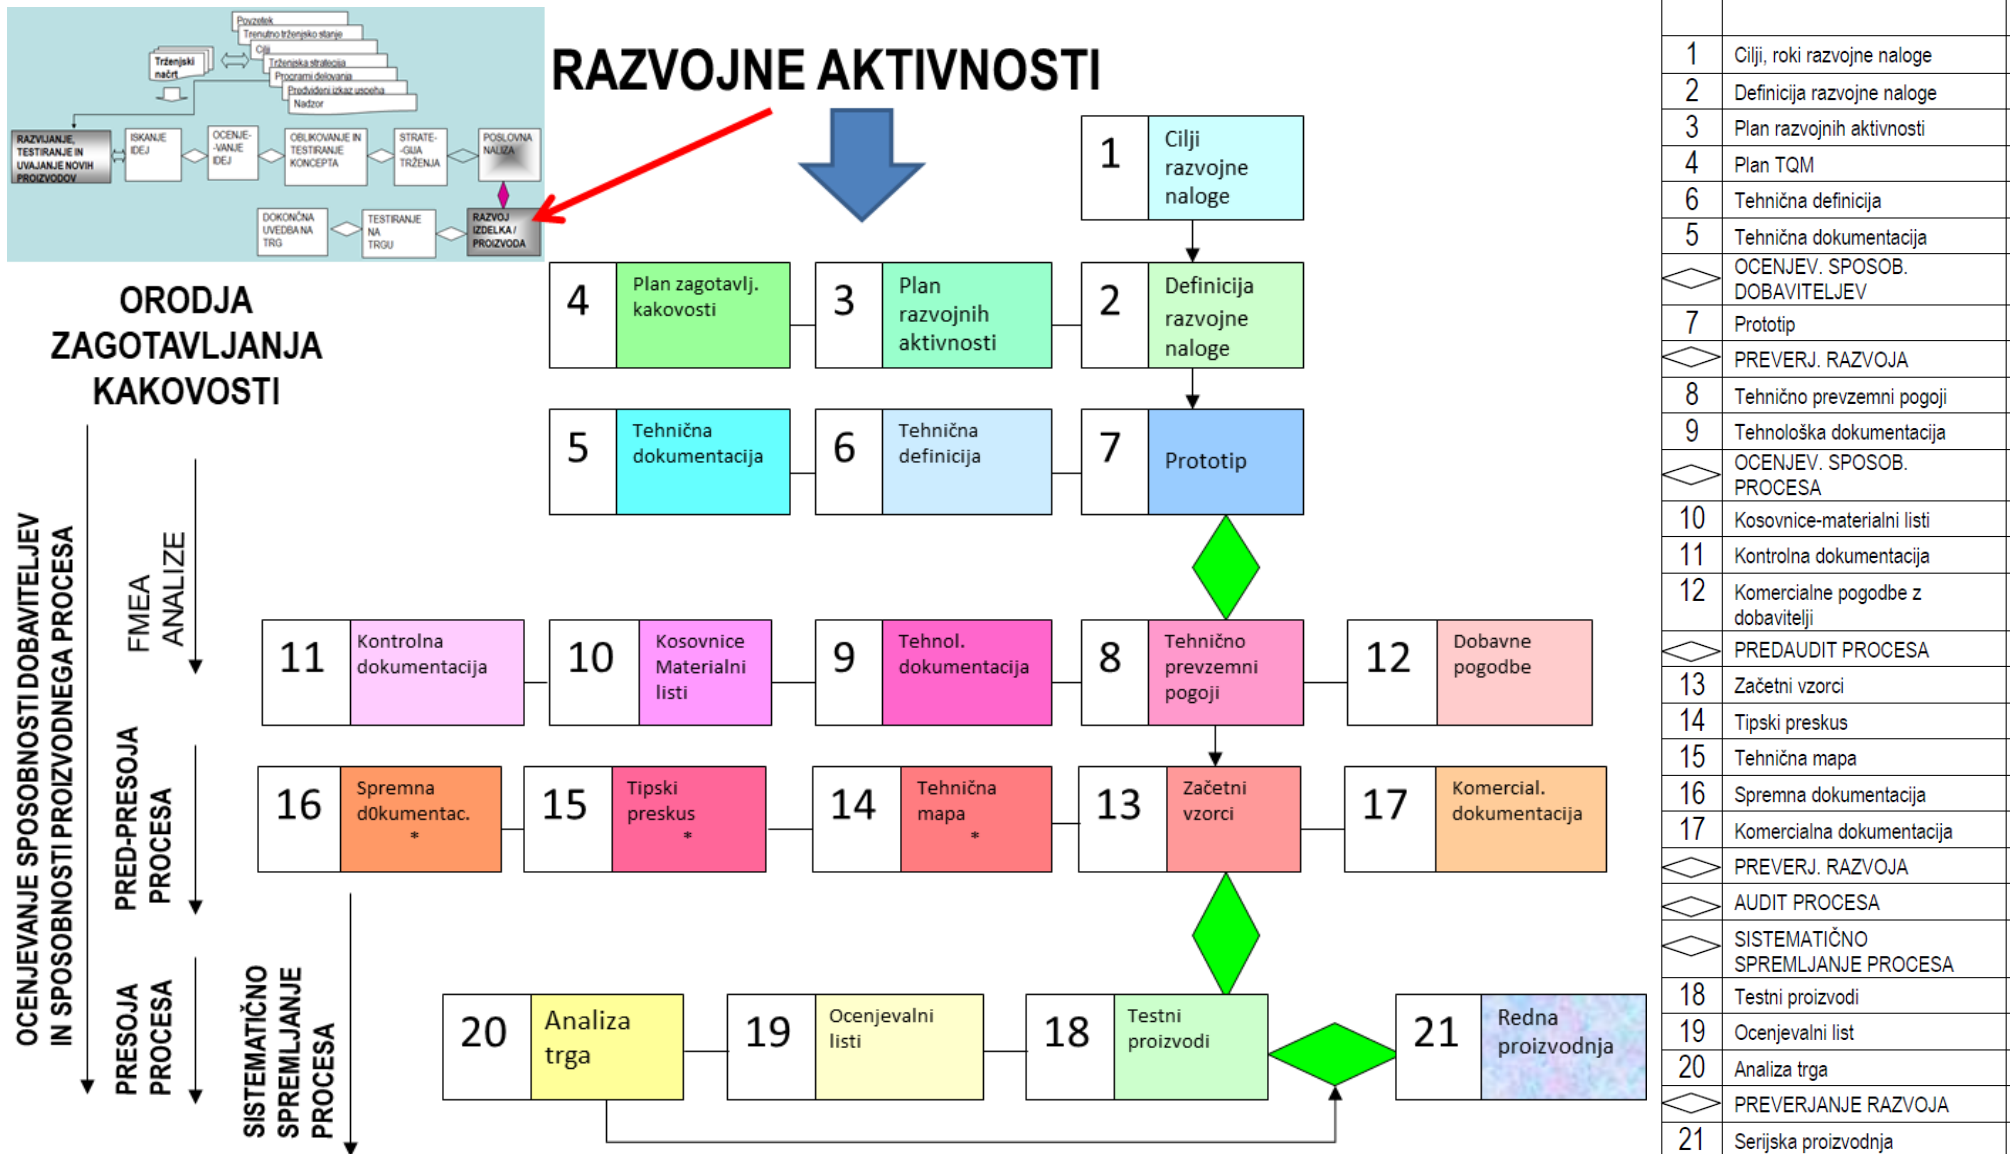 Povzetek
Trenutno trženjsko stanje
Cilji
Trženjska strategija
Programi delovanja
Predvideni izkaz uspeha
Nadzor
Trženjski
načrt
RAZVIJANJE,
TESTIRANJE IN
UVAJANJE NOVIH
PROIZVODOV
ISKANJE
IDEJ
OCENJE-
-VANJE
IDEJ
OBLIKOVANJE IN
TESTIRANJE
KONCEPTA
STRATE-
-GIJA
TRŽENJA
POSLOVNA
NALIZA
DOKONČNA
UVEDBA NA
TRG
TESTIRANJE
NA
TRGU
RAZVOJ
IZDELKA /
PROIZVODA
RAZVOJNE AKTIVNOSTI
1
Cilji
razvojne
naloge
4
Plan zagotavlj.
kakovosti
3
Plan
razvojnih
aktivnosti
2
Definicija
razvojne
naloge
5
Tehnična
dokumentacija
6
Tehnična
definicija
7
Prototip
11
Kontrolna
dokumentacija
10
Kosovnice
Materialni
listi
9
Tehnol.
dokumentacija
8
Tehnično
prevzemni
pogoji
12
Dobavne
pogodbe
16
Spremna
d0kumentac.
*
15
Tipski
preskus
*
14
Tehnična
mapa
*
13
Začetni
vzorci
17
Komercial.
dokumentacija
20
Analiza
trga
19
Ocenjevalni
listi
18
Testni
proizvodi
21
Redna
proizvodnja
ORODJA
ZAGOTAVLJANJA
KAKOVOSTI
OCENJEVANJE SPOSOBNOSTI DOBAVITELJEV
IN SPOSOBNOSTI PROIZVODNEGA PROCESA
FMEA
ANALIZE
PRED-PRESOJA
PROCESA
PRESOJA
PROCESA
SISTEMATIČNO
SPREMLJANJE
PROCESA
1 Cilji, roki razvojne naloge
2 Definicija razvojne naloge
3 Plan razvojnih aktivnosti
4 Plan TQM
6 Tehnična definicija
5 Tehnična dokumentacija
OCENJEV. SPOSOB.
DOBAVITELJEV
7 Prototip
PREVERJ. RAZVOJA
8 Tehnično prevzemni pogoji
9 Tehnološka dokumentacija
OCENJEV. SPOSOB.
PROCESA
10 Kosovnice-materialni listi
11 Kontrolna dokumentacija
12 Komercialne pogodbe z
dobavitelji
PREDAUDIT PROCESA
13 Začetni vzorci
14 Tipski preskus
15 Tehnična mapa
16 Spremna dokumentacija
17 Komercialna dokumentacija
PREVERJ. RAZVOJA
AUDIT PROCESA
SISTEMATIČNO
SPREMLJANJE PROCESA
18 Testni proizvodi
19 Ocenjevalni list
20 Analiza trga
PREVERJANJE RAZVOJA
21 Serijska proizvodnja